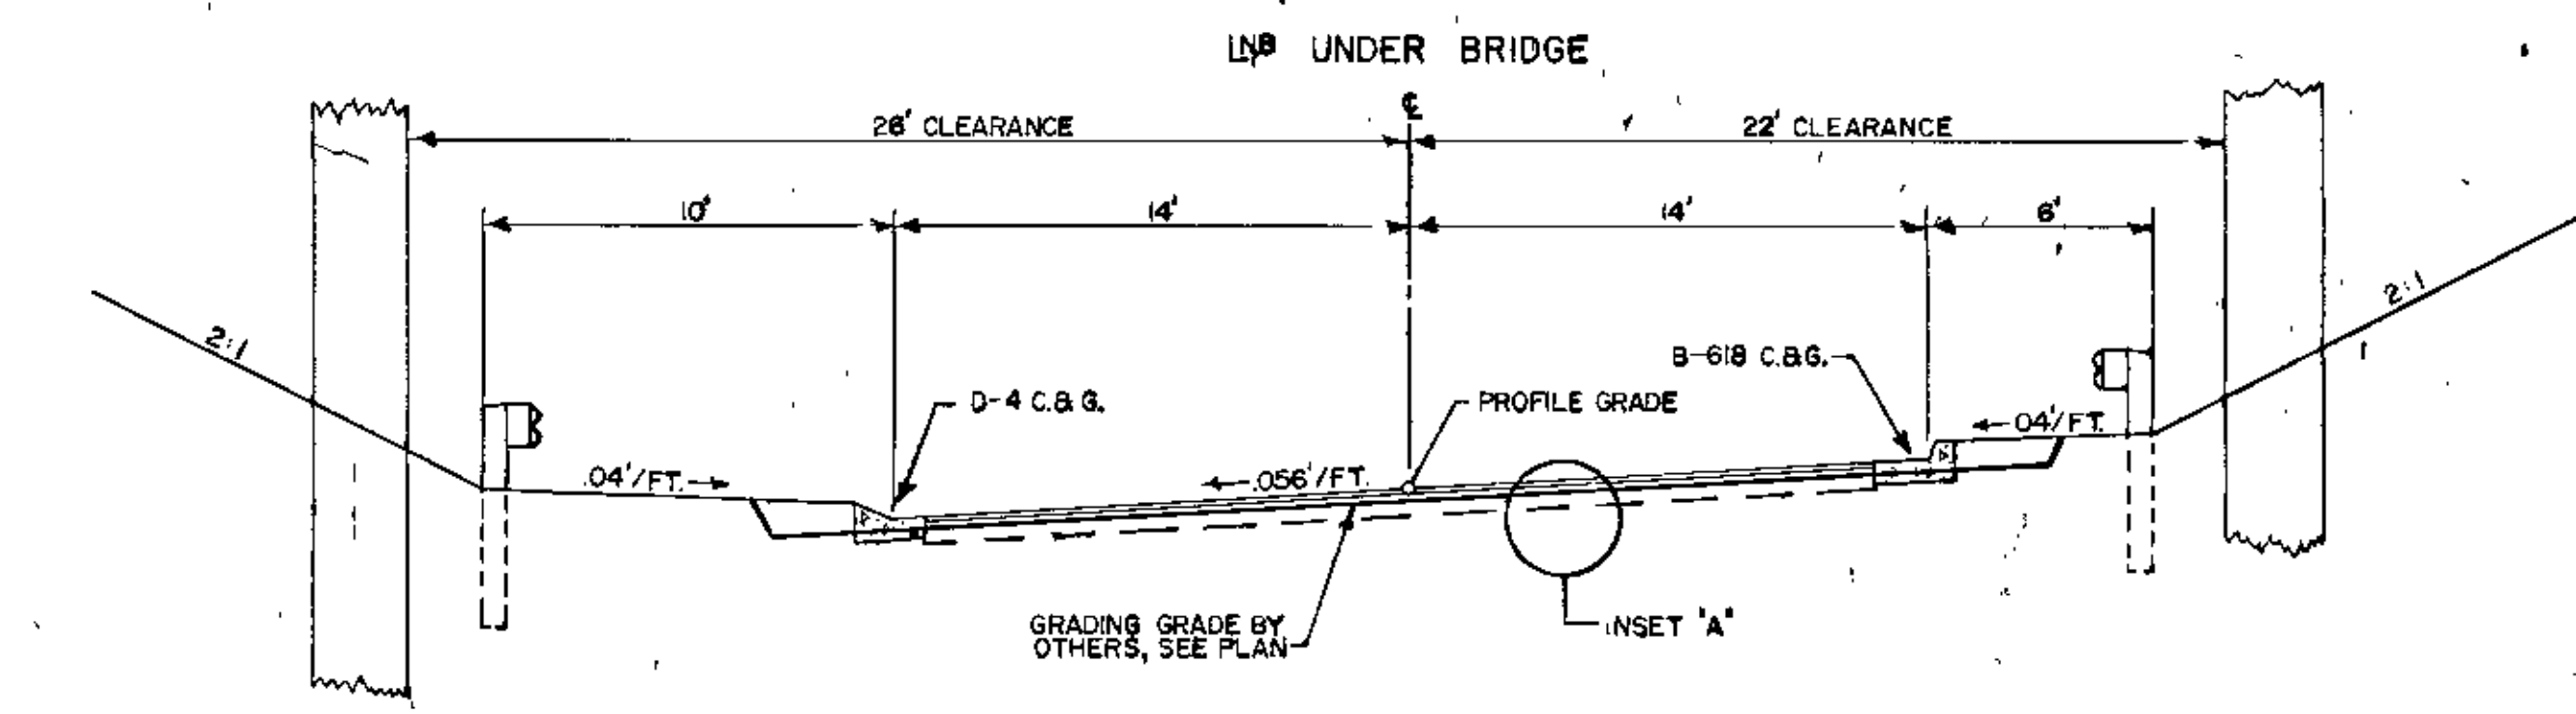 LNB UNDER BRIDGE
℄
26' CLEARANCE
22' CLEARANCE
10'
14'
14'
6'
2:1
2:1
B-618 C.&G.
D-4 C.& G.
PROFILE GRADE
.04'/FT.
.04'/FT.
.056'/FT.
GRADING GRADE BY
OTHERS, SEE PLAN
INSET "A"